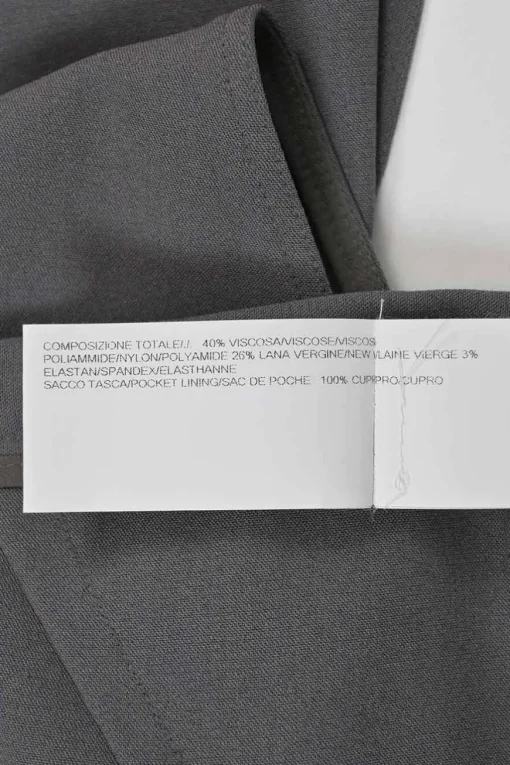 COMPOSIZIONE TOTALE/./. 40% VISCOSA/VISCOSE/VISCOS
POLIAMMIDE/NYLON/POLYAMIDE 26% LANA VERGINE/NEW /LAINE VIERGE 3%
ELASTAN/SPANDEX/ELASTHANNE
SACCO TASCA/POCKET LINING/SAC DE POCHE 100% CUPRO/CUPRO